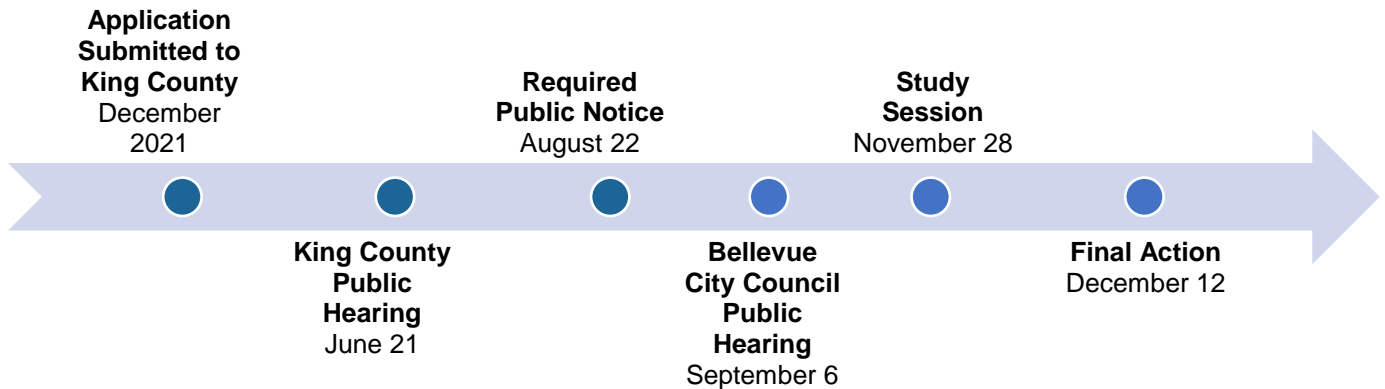 Application
Submitted to
King County
December
2021
King County
Public
Hearing
June 21
Required
Public Notice
August 22
Bellevue
City Council
Public
Hearing
September 6
Study
Session
November 28
Final Action
December 12